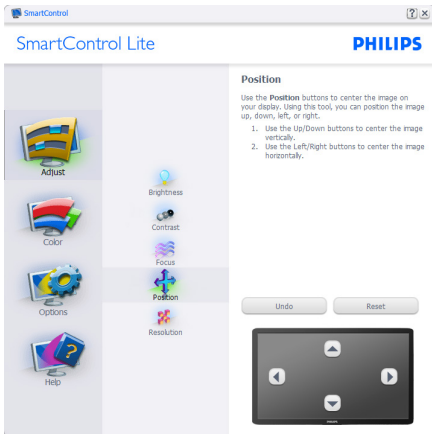 SmartControl
SmartControl Lite
PHILIPS
Adjust
Color
Options
Help
Brightness
Contrast
Focus
Position
Resolution
Position
Use the Position buttons to center the image on
your display. Using this tool, you can position the image
up, down, left, or right.
1. Use the Up/Down buttons to center the image
vertically.
2. Use the Left/Right buttons to center the image
horizontally.
Undo
Reset
PHILIPS